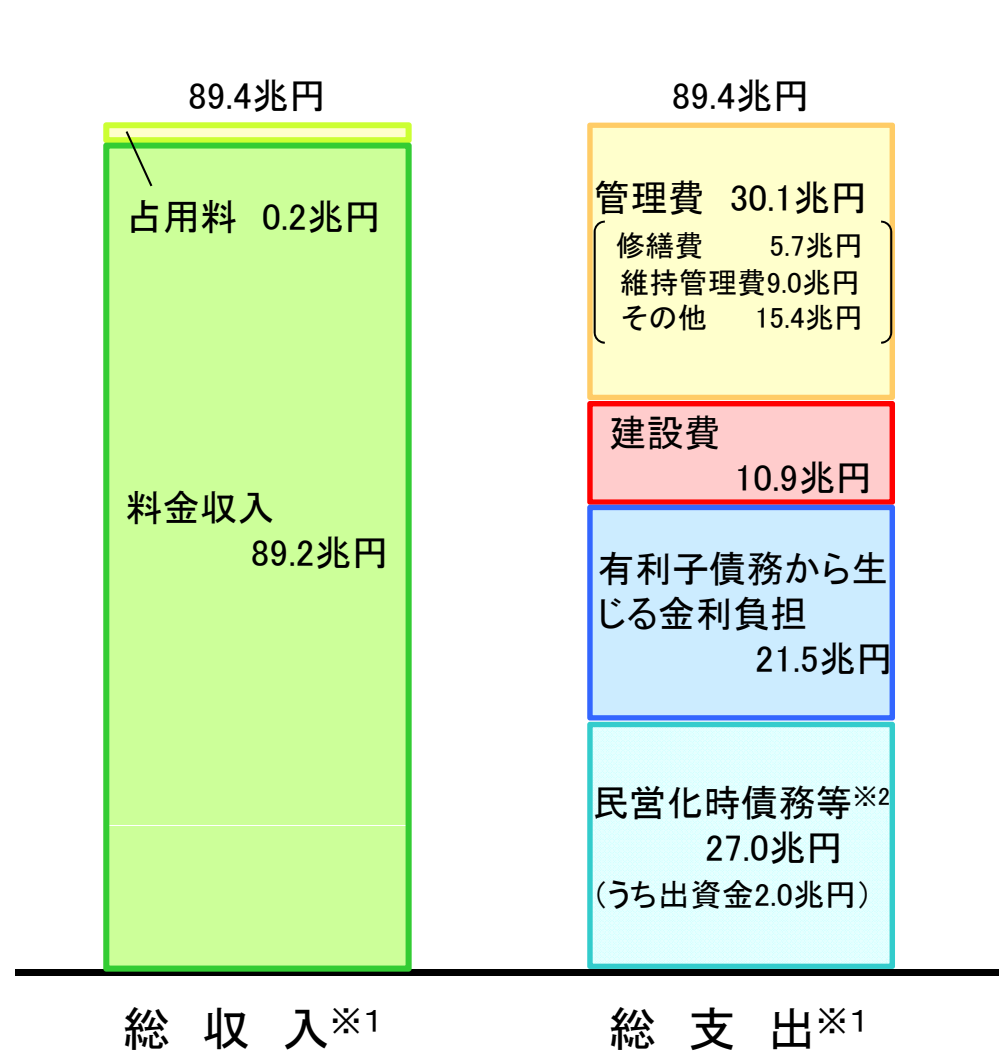 89.4兆円
占用料 0.2兆円
料金収入
89.2兆円
総 収 入※1
89.4兆円
管理費 30.1兆円
修繕費 5.7兆円
維持管理費9.0兆円
その他 15.4兆円
建設費
10.9兆円
有利子債務から生
じる金利負担
21.5兆円
民営化時債務等※2
27.0兆円
(うち出資金2.0兆円)
総 支 出※1